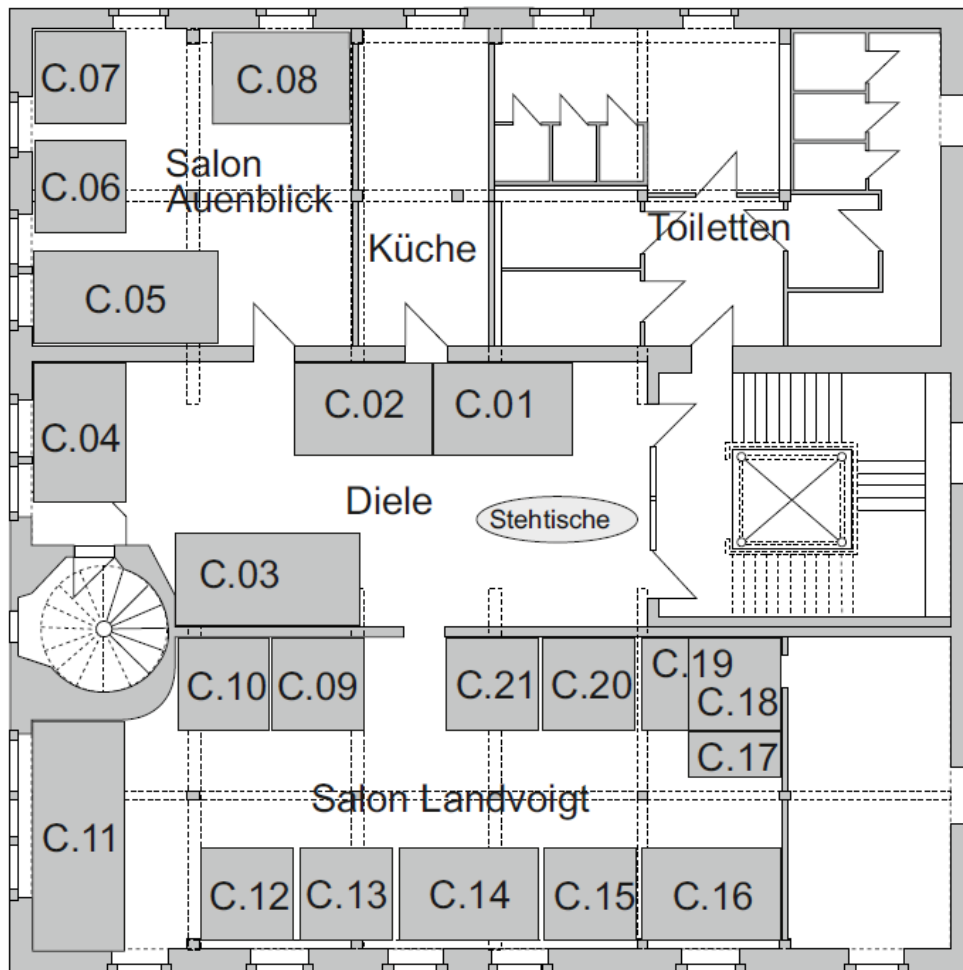 C.07
C.08
Salon
Auenblick
C.06
Küche
Toiletten
C.05
C.02
C.01
C.04
Diele
Stehtische
C.03
C.10
C.09
C.21
C.20
C.19
C.18
C.17
Salon Landvoigt
C.11
C.12
C.13
C.14
C.15
C.16